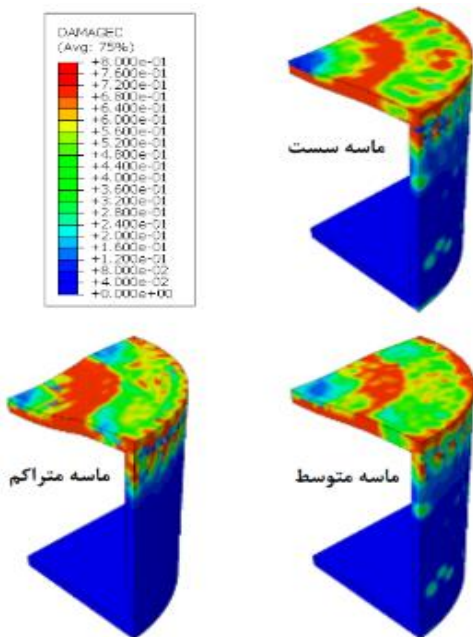 DAMAGEC
(Avg: 75%)
+8.000e-01
+7.600e-01
+7.200e-01
+6.800e-01
+6.400e-01
+6.000e-01
+5.600e-01
+5.200e-01
+4.800e-01
+4.400e-01
+4.000e-01
+3.600e-01
+3.200e-01
+2.800e-01
+2.400e-01
+2.000e-01
+1.600e-01
+1.200e-01
+8.000e-02
+4.000e-02
+0.000e+00
ماسه سست
ماسه متراکم
ماسه متوسط